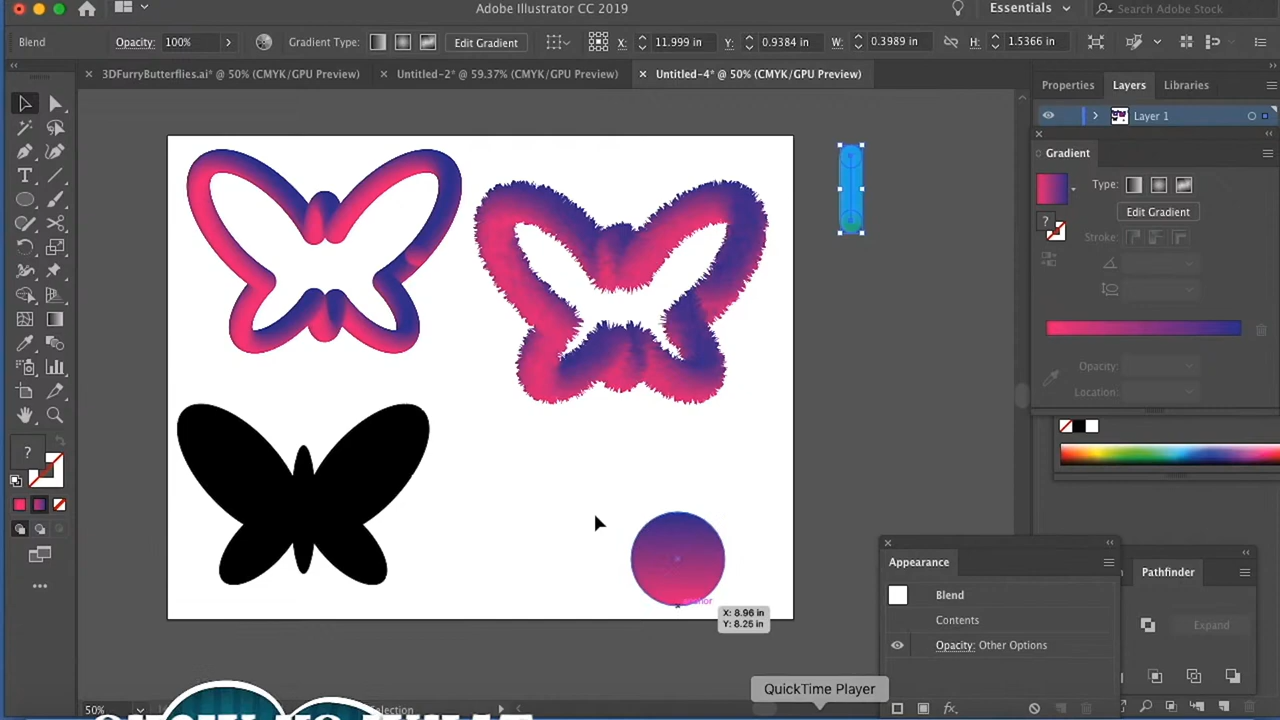 Adobe Illustrator CC 2019
Essentials
Search Adobe Stock
Blend
Opacity: 100%
Gradient Type:
Edit Gradient
X: 11.999 in
Y: 0.9384 in
W: 0.3989 in
H: 1.5366 in
3DFurryButterflies.ai* @ 50% (CMYK/GPU Preview)
Untitled-2* @ 59.37% (CMYK/GPU Preview)
Untitled-4* @ 50% (CMYK/GPU Preview)
Properties
Layers
Libraries
Layer 1
Gradient
Type:
Edit Gradient
Stroke:
Opacity:
Location:
?
?
anchor
X: 8.96 in
Y: 8.25 in
Appearance
Blend
Contents
Opacity: Other Options
fx
Pathfinder
Expand
QuickTime Player
50%
Selection